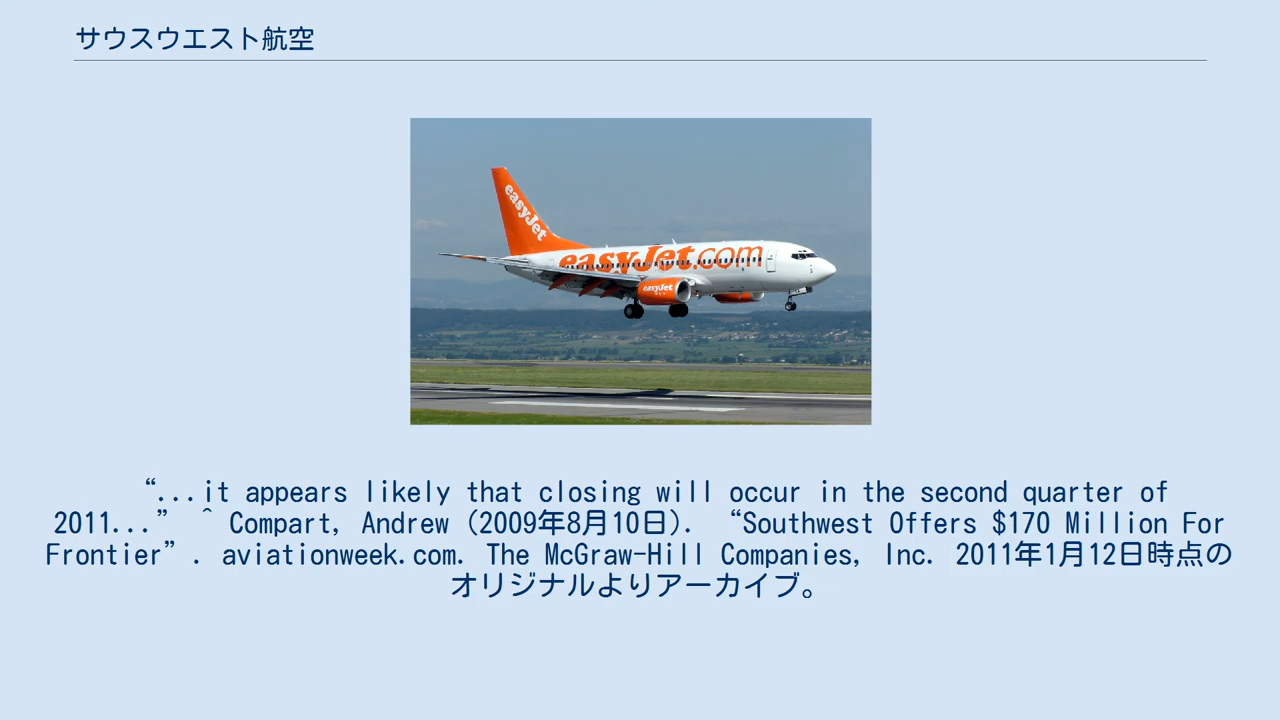 サウスウエスト航空
easyJet
easyJet.com
easyJet
“...it appears likely that closing will occur in the second quarter of
2011...” ^ Compart, Andrew (2009年8月10日). “Southwest Offers $170 Million For
Frontier”. aviationweek.com. The McGraw-Hill Companies, Inc. 2011年1月12日時点の
オリジナルよりアーカイブ。